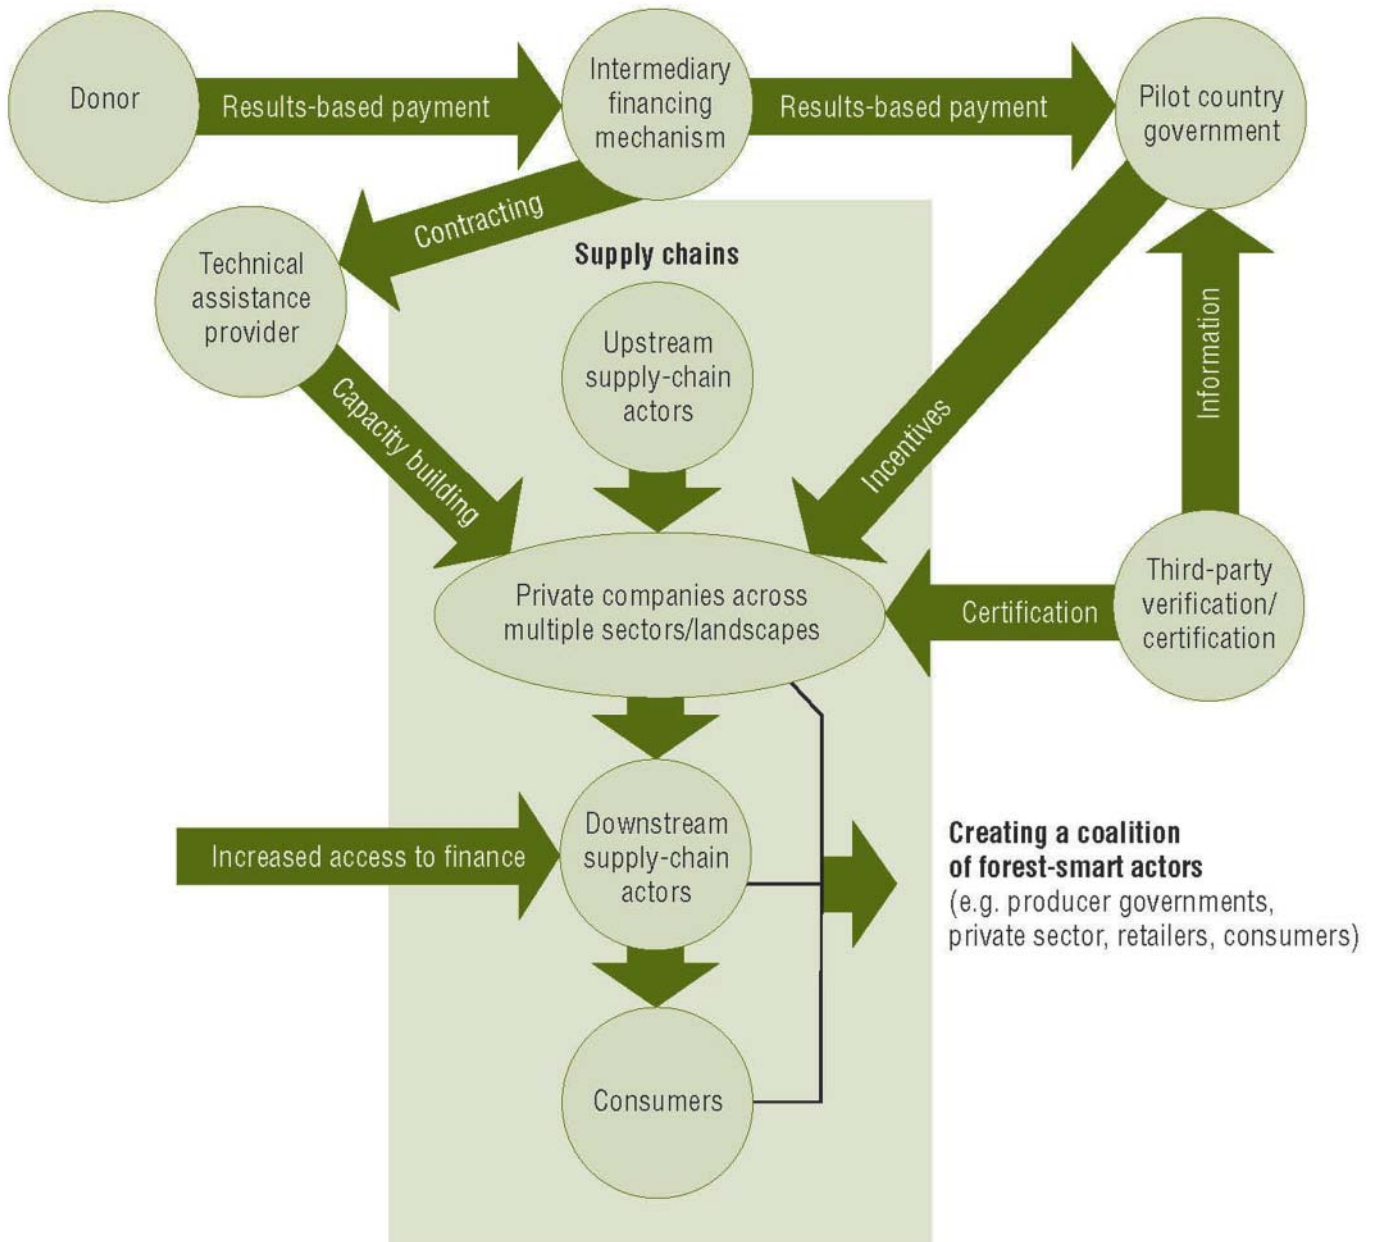 Donor
Results-based payment
Intermediary
financing
mechanism
Results-based payment
Pilot country
government
Contracting
Technical
assistance
provider
Supply chains
Upstream
supply-chain
actors
Capacity building
Incentives
Information
Private companies across
multiple sectors/landscapes
Certification
Third-party
verification/
certification
Increased access to finance
Downstream
supply-chain
actors
Creating a coalition
of forest-smart actors
(e.g. producer governments,
private sector, retailers, consumers)
Consumers